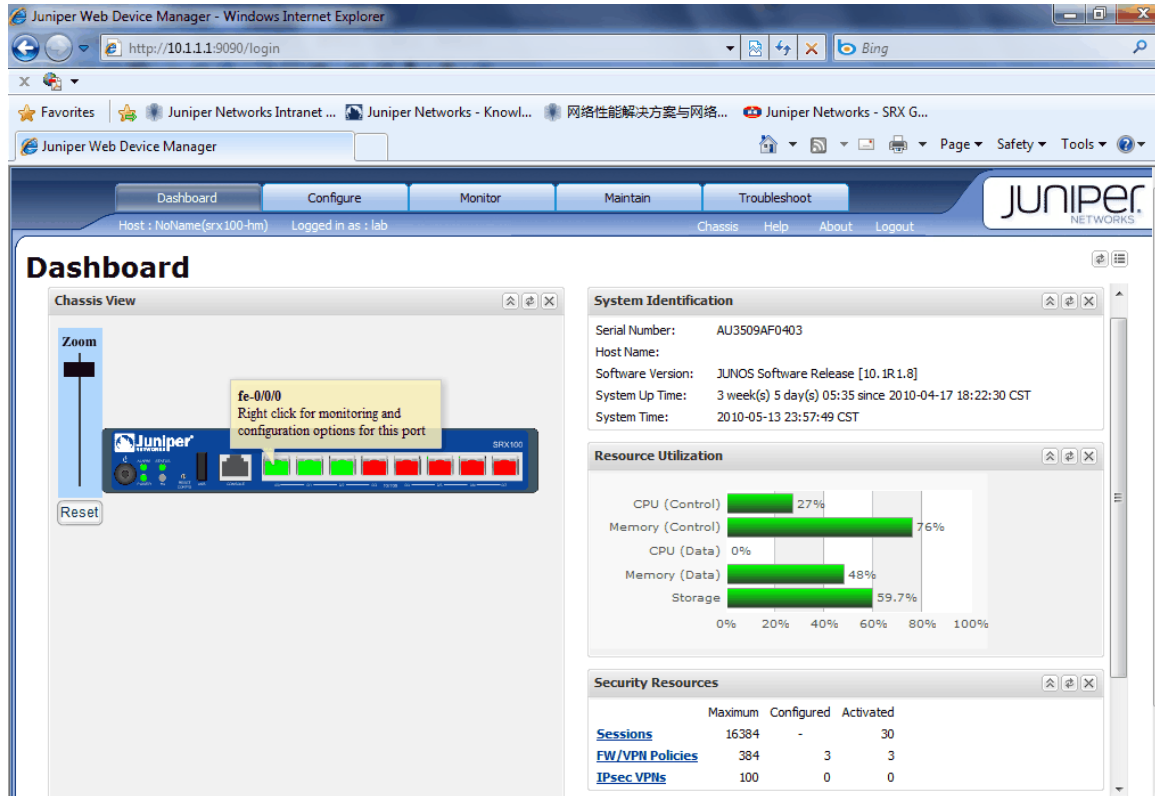 Juniper Web Device Manager - Windows Internet Explorer
http://10.1.1.1:9090/login
Bing
x
Favorites
Juniper Networks Intranet ...
Juniper Networks - Knowl...
网络性能解决方案与网络...
Juniper Networks - SRX G...
Juniper Web Device Manager
Page
Safety
Tools
Dashboard
Configure
Monitor
Maintain
Troubleshoot
JUNIPER
NETWORKS
Host : NoName(srx100-hm)
Logged in as : lab
Chassis
Help
About
Logout
Dashboard
Chassis View
Zoom
fe-0/0/0
Right click for monitoring and
configuration options for this port
Juniper
NETWORKS
SRX100
Reset
System Identification
Serial Number: AU3509AF0403
Host Name:
Software Version: JUNOS Software Release [10.1R1.8]
System Up Time: 3 week(s) 5 day(s) 05:35 since 2010-04-17 18:22:30 CST
System Time: 2010-05-13 23:57:49 CST
Resource Utilization
CPU (Control) 27%
Memory (Control) 76%
CPU (Data) 0%
Memory (Data) 48%
Storage 59.7%
0% 20% 40% 60% 80% 100%
Security Resources
Maximum Configured Activated
Sessions 16384 - 30
FW/VPN Policies 384 3 3
IPsec VPNs 100 0 0